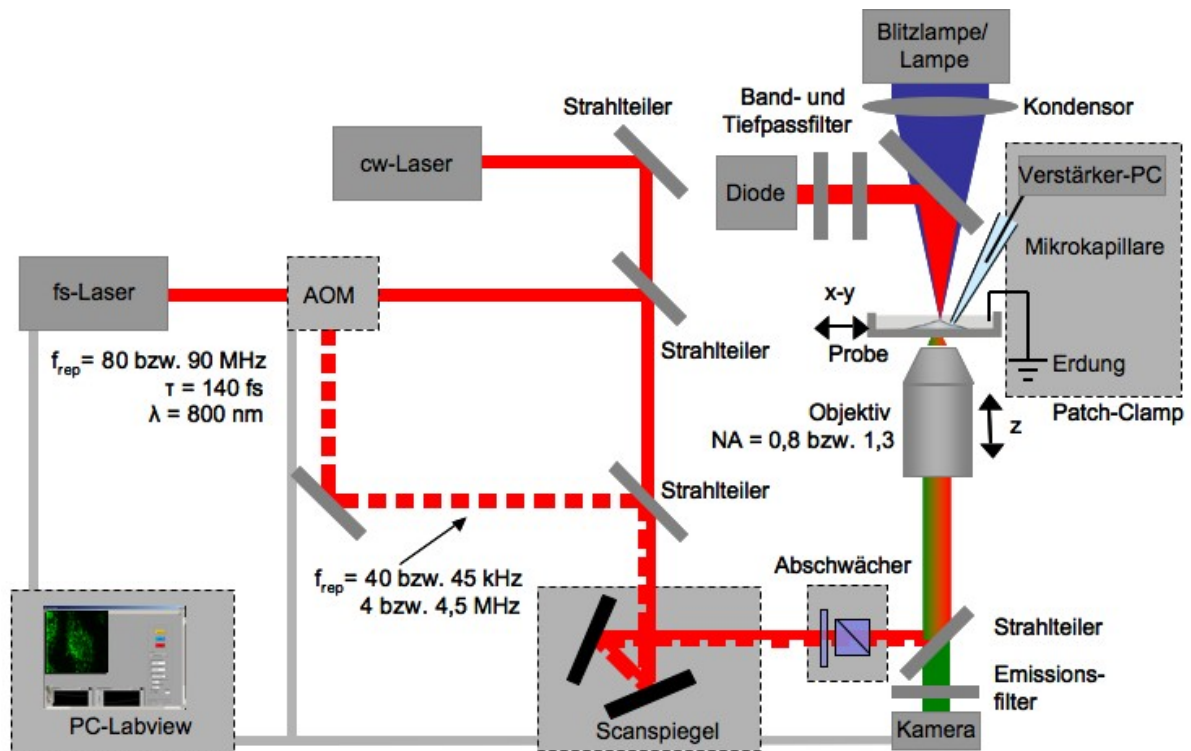 Blitzlampe/
Lampe
Strahlteiler
Band- und
Tiefpassfilter
Kondensor
cw-Laser
Diode
Verstärker-PC
Mikrokapillare
fs-Laser
AOM
x-y
Probe
Strahlteiler
Erdung
Patch-Clamp
f_rep = 80 bzw. 90 MHz
τ = 140 fs
λ = 800 nm
Objektiv
NA = 0,8 bzw. 1,3
z
Strahlteiler
f_rep = 40 bzw. 45 kHz
4 bzw. 4,5 MHz
Abschwächer
Strahlteiler
Emissions-
filter
PC-Labview
Scanspiegel
Kamera